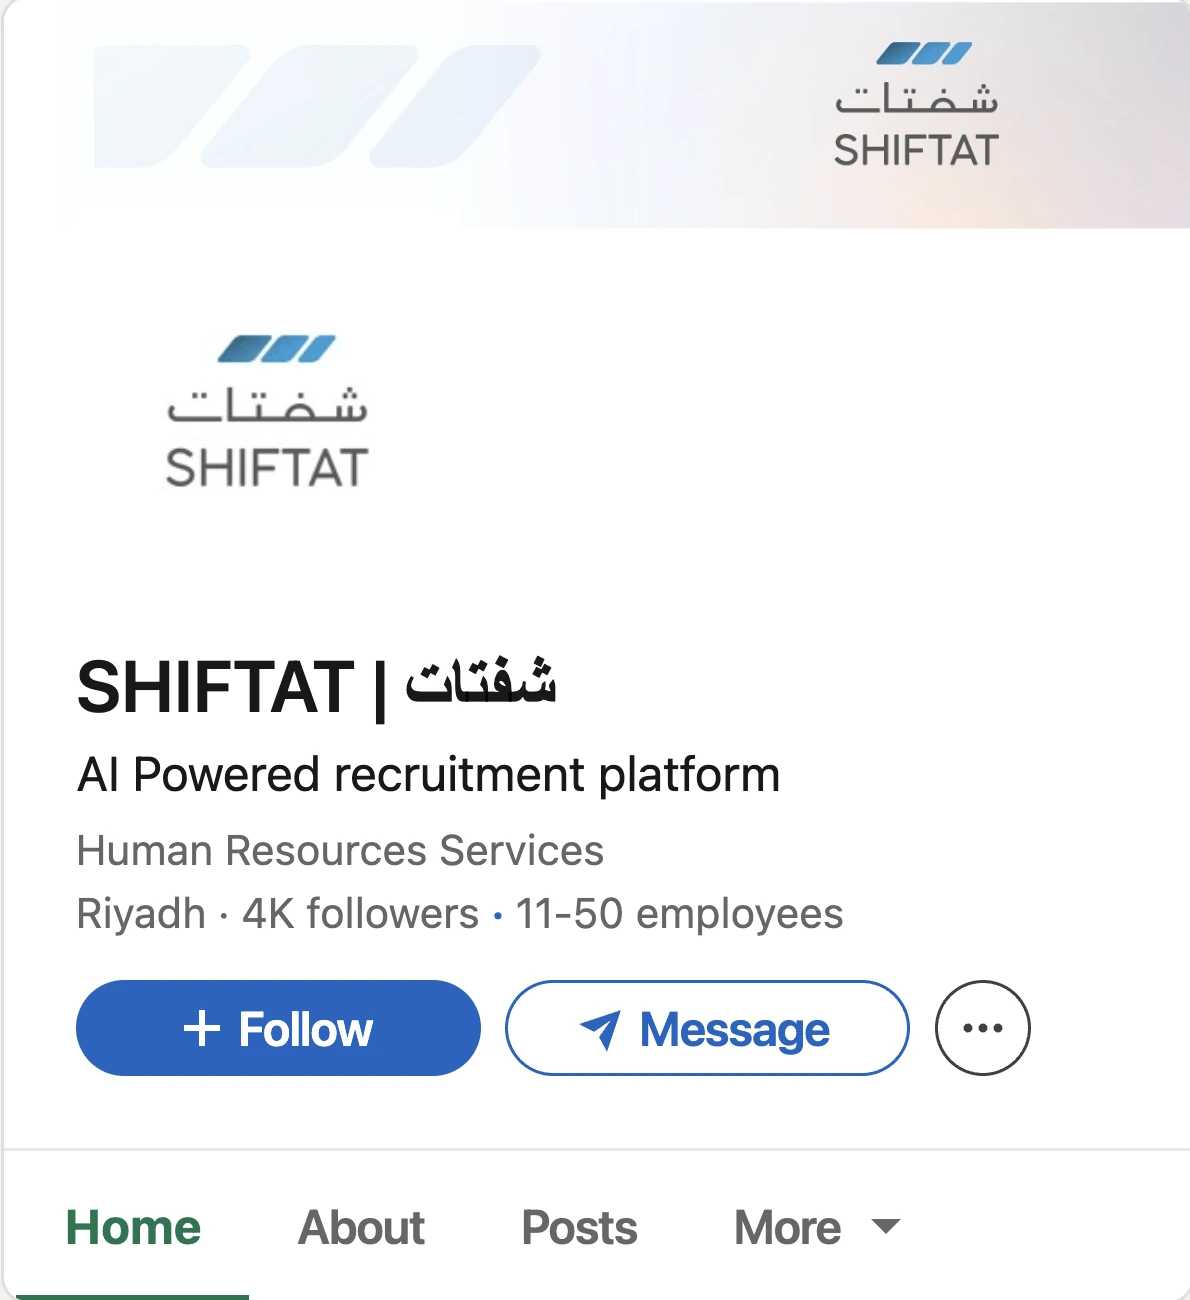 شفتات
SHIFTAT
شفتات
SHIFTAT
SHIFTAT | شفتات
AI Powered recruitment platform
Human Resources Services
Riyadh · 4K followers • 11-50 employees
+ Follow
Message
•••
Home
About
Posts
More